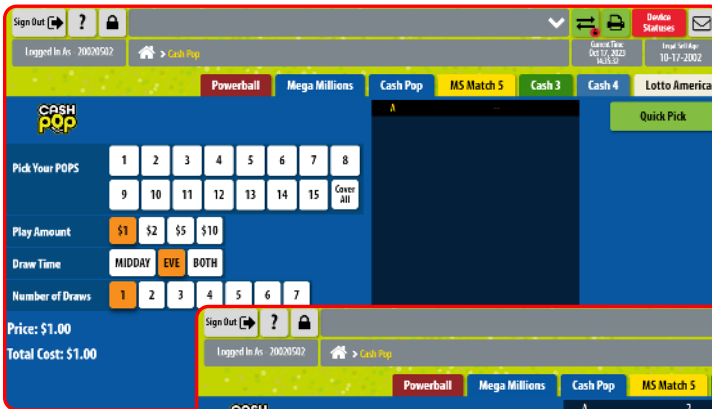 Sign Out ?
Device Statuses
Logged In As 20020502 > Cash Pop
Current Time Oct 17, 2023 14:35:32
Legal Sell Age 10-17-2002
Powerball Mega Millions Cash Pop MS Match 5 Cash 3 Cash 4 Lotto America
CASH POP
A --
Quick Pick
Pick Your POPS 1 2 3 4 5 6 7 8
9 10 11 12 13 14 15 Cover All
Play Amount $1 $2 $5 $10
Draw Time MIDDAY EVE BOTH
Number of Draws 1 2 3 4 5 6 7
Price: $1.00
Total Cost: $1.00
Sign Out ?
Logged In As 20020502 > Cash Pop
Powerball Mega Millions Cash Pop MS Match 5
CASH
A 2